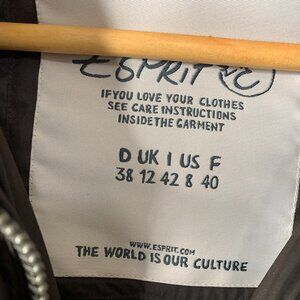 ESPRIT
IF YOU LOVE YOUR CLOTHES
SEE CARE INSTRUCTIONS
INSIDE THE GARMENT
D UK I US F
38 12 42 8 40
WWW.ESPRIT.COM
THE WORLD IS OUR CULTURE